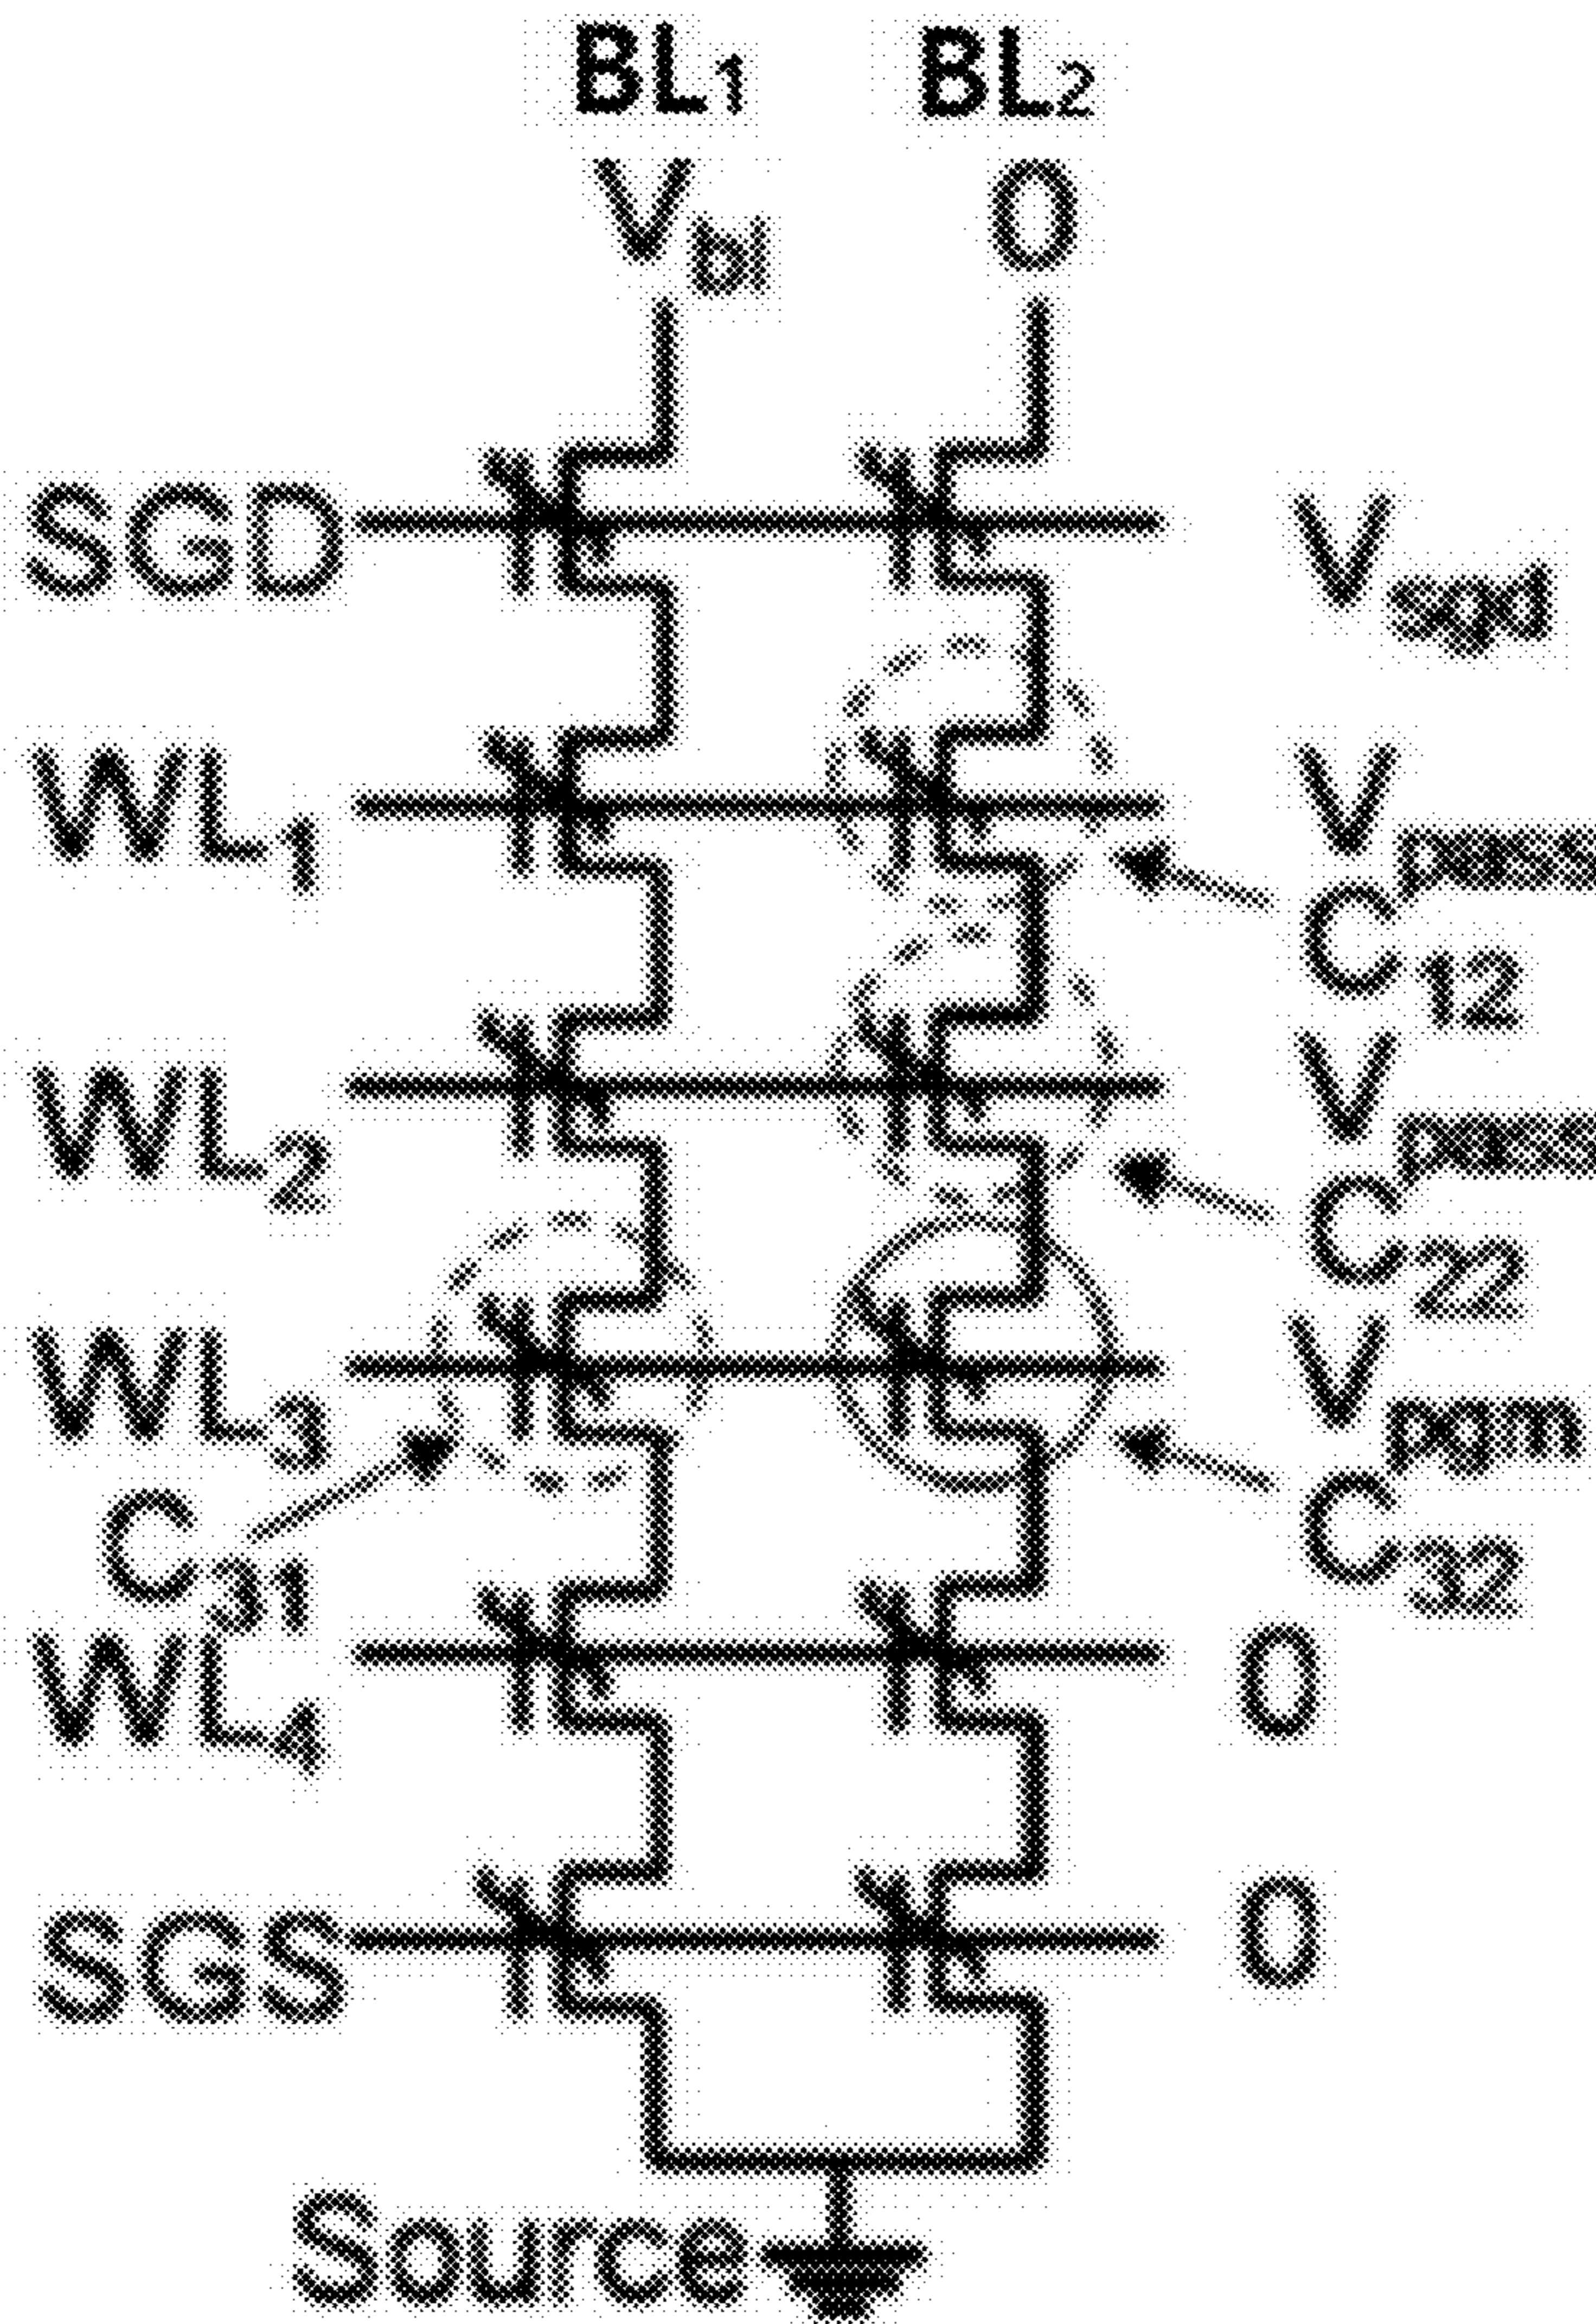 BL1 BL2
Vbl 0
SGD Vsgd
WL1 Vpass
C12
WL2 Vpass
C22
WL3 Vpgm
C31 C32
WL4 0
SGS 0
Source